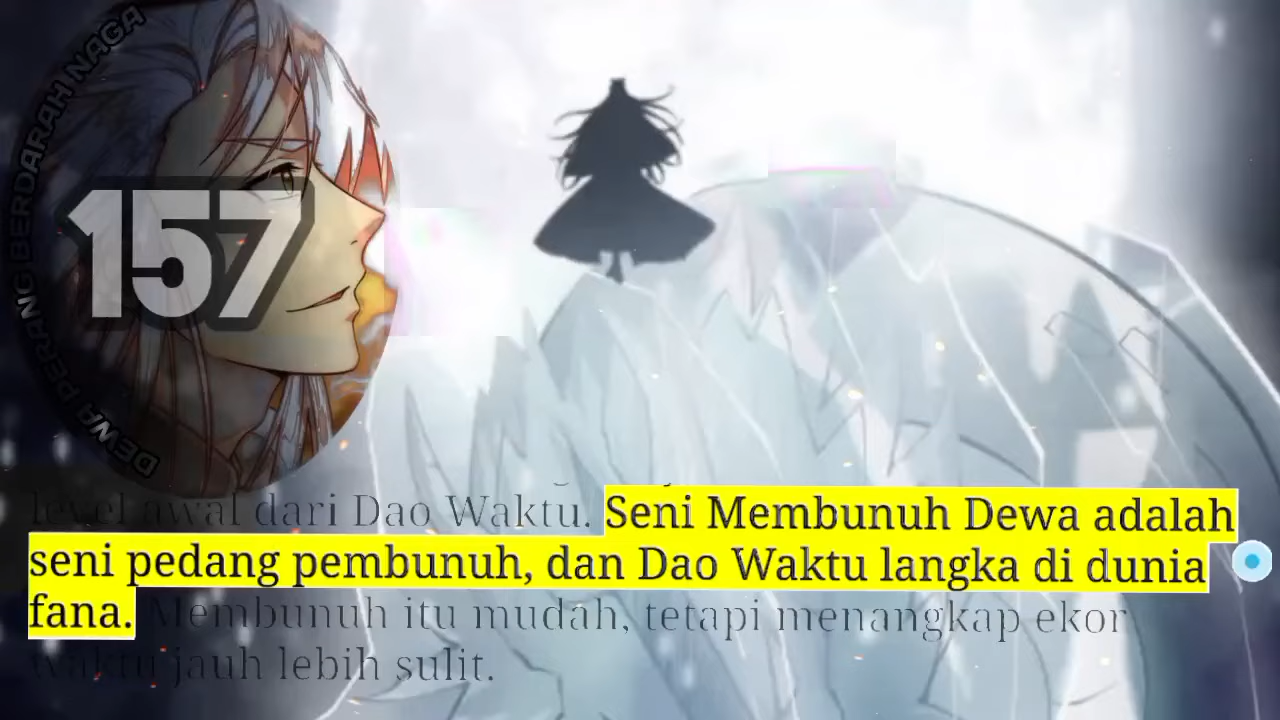 DEWA PERANG BERDARAH NAGA
157
level awal dari Dao Waktu. Seni Membunuh Dewa adalah
seni pedang pembunuh, dan Dao Waktu langka di dunia
fana. Membunuh itu mudah, tetapi menangkap ekor
waktu jauh lebih sulit.